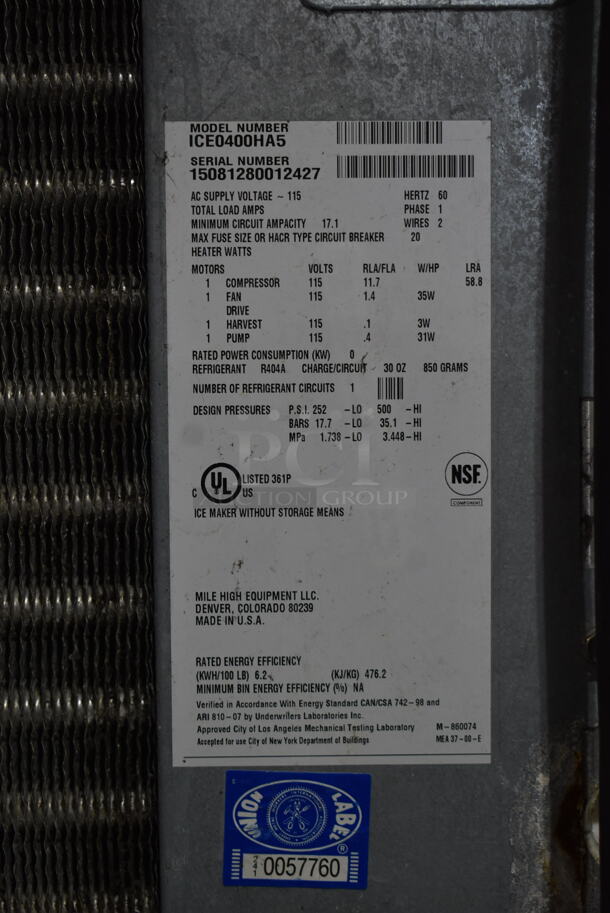 MODEL NUMBER
ICE0400HA5
SERIAL NUMBER
15081280012427
AC SUPPLY VOLTAGE ~ 115 HERTZ 60
TOTAL LOAD AMPS PHASE 1
MINIMUM CIRCUIT AMPACITY 17.1 WIRES 2
MAX FUSE SIZE OR HACR TYPE CIRCUIT BREAKER 20
HEATER WATTS
MOTORS VOLTS RLA/FLA W/HP LRA
1 COMPRESSOR 115 11.7 58.8
1 FAN 115 1.4 35W
DRIVE
1 HARVEST 115 .1 3W
1 PUMP 115 .4 31W
RATED POWER CONSUMPTION (KW) 0
REFRIGERANT R404A CHARGE/CIRCUIT 30 OZ 850 GRAMS
NUMBER OF REFRIGERANT CIRCUITS 1
DESIGN PRESSURES P.S.I. 252 -LO 500 -HI
BARS 17.7 -LO 35.1 -HI
MPa 1.738 -LO 3.448 -HI
PCi
AUCTION GROUP
C UL US LISTED 361P
NSF.
COMPONENT
ICE MAKER WITHOUT STORAGE MEANS
MILE HIGH EQUIPMENT LLC.
DENVER, COLORADO 80239
MADE IN U.S.A.
RATED ENERGY EFFICIENCY
(KWH/100 LB) 6.2 (KJ/KG) 476.2
MINIMUM BIN ENERGY EFFICIENCY (%) NA
Verified in Accordance With Energy Standard CAN/CSA 742-98 and
ARI 810-07 by Underwriters Laboratories Inc.
Approved City of Los Angeles Mechanical Testing Laboratory M-860074
Accepted for use City of New York Department of Buildings MEA 37-00-E
UNION LABEL ®
241 0057760